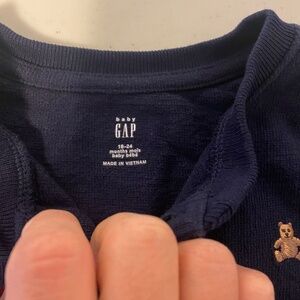 baby
GAP
18-24
months mois
baby bébé
MADE IN VIETNAM